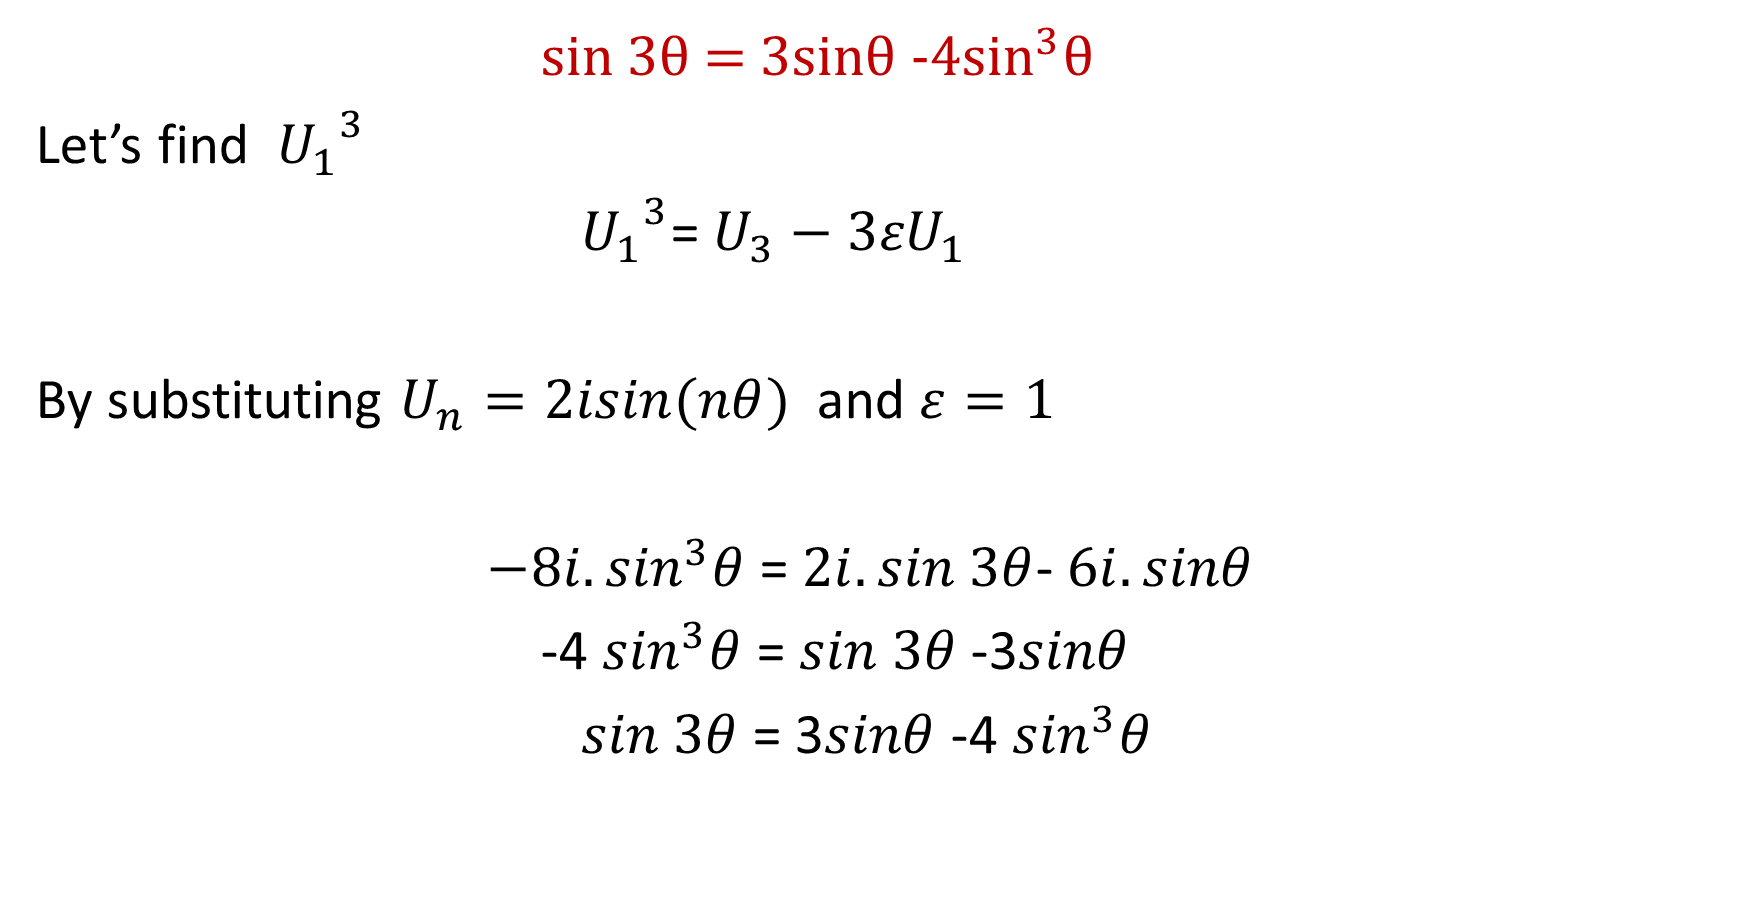 sin 3θ = 3sinθ -4sin³θ
Let’s find U₁³
U₁³= U₃ − 3εU₁
By substituting Uₙ = 2isin(nθ) and ε = 1
−8i. sin³θ = 2i. sin 3θ- 6i. sinθ
-4 sin³θ = sin 3θ -3sinθ
sin 3θ = 3sinθ -4 sin³θ